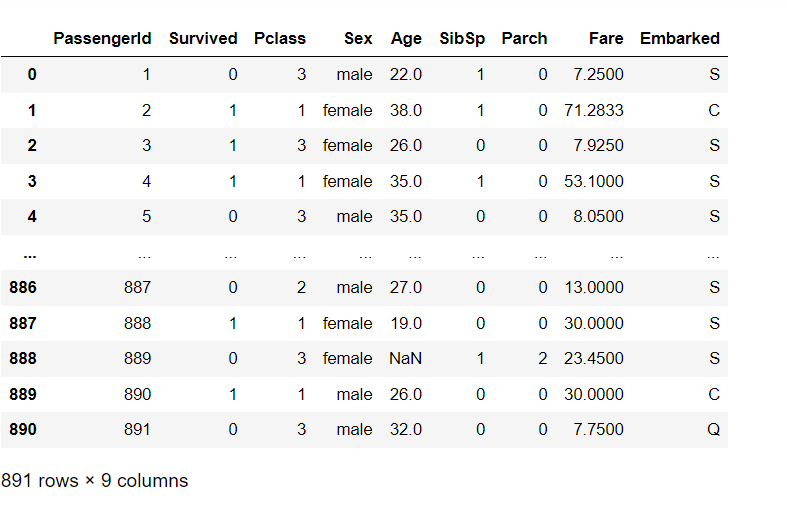 PassengerId Survived Pclass Sex Age SibSp Parch Fare Embarked
0 1 0 3 male 22.0 1 0 7.2500 S
1 2 1 1 female 38.0 1 0 71.2833 C
2 3 1 3 female 26.0 0 0 7.9250 S
3 4 1 1 female 35.0 1 0 53.1000 S
4 5 0 3 male 35.0 0 0 8.0500 S
... ... ... ... ... ... ... ... ... ...
886 887 0 2 male 27.0 0 0 13.0000 S
887 888 1 1 female 19.0 0 0 30.0000 S
888 889 0 3 female NaN 1 2 23.4500 S
889 890 1 1 male 26.0 0 0 30.0000 C
890 891 0 3 male 32.0 0 0 7.7500 Q
891 rows × 9 columns